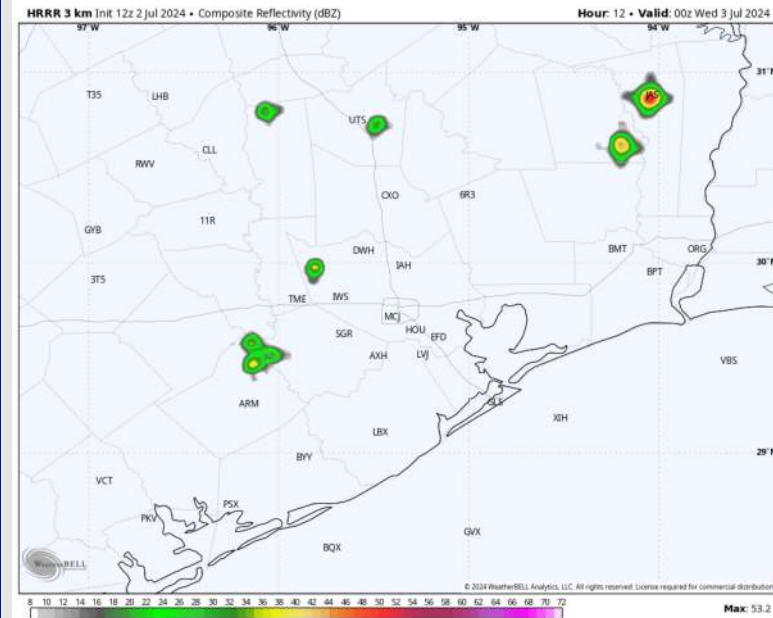 HRRR 3 km Init 12z 2 Jul 2024 • Composite Reflectivity (dBZ) Hour: 12 • Valid: 00z Wed 3 Jul 2024
97°W 96°W 95°W 94°W
31°N
JAS
T35 LHB
UTS
CLL
RWV
CXO 6R3
11R
GYB
DWH BMT ORG
30°N
IAH
BPT
3T5
TME IWS
MCJ
HOU
SGR EFD
AXH LVJ
VBS
ARM GLS
XIH
LBX
29°N
BYY
VCT
PSX
PKV
GVX
BQX
WeatherBELL
© 2024 WeatherBELL Analytics, LLC. All rights reserved. License required for commercial distribution
8 10 12 14 16 18 20 22 24 26 28 30 32 34 36 38 40 42 44 46 48 50 52 54 56 58 60 62 64 66 68 70 72
Max: 53.2